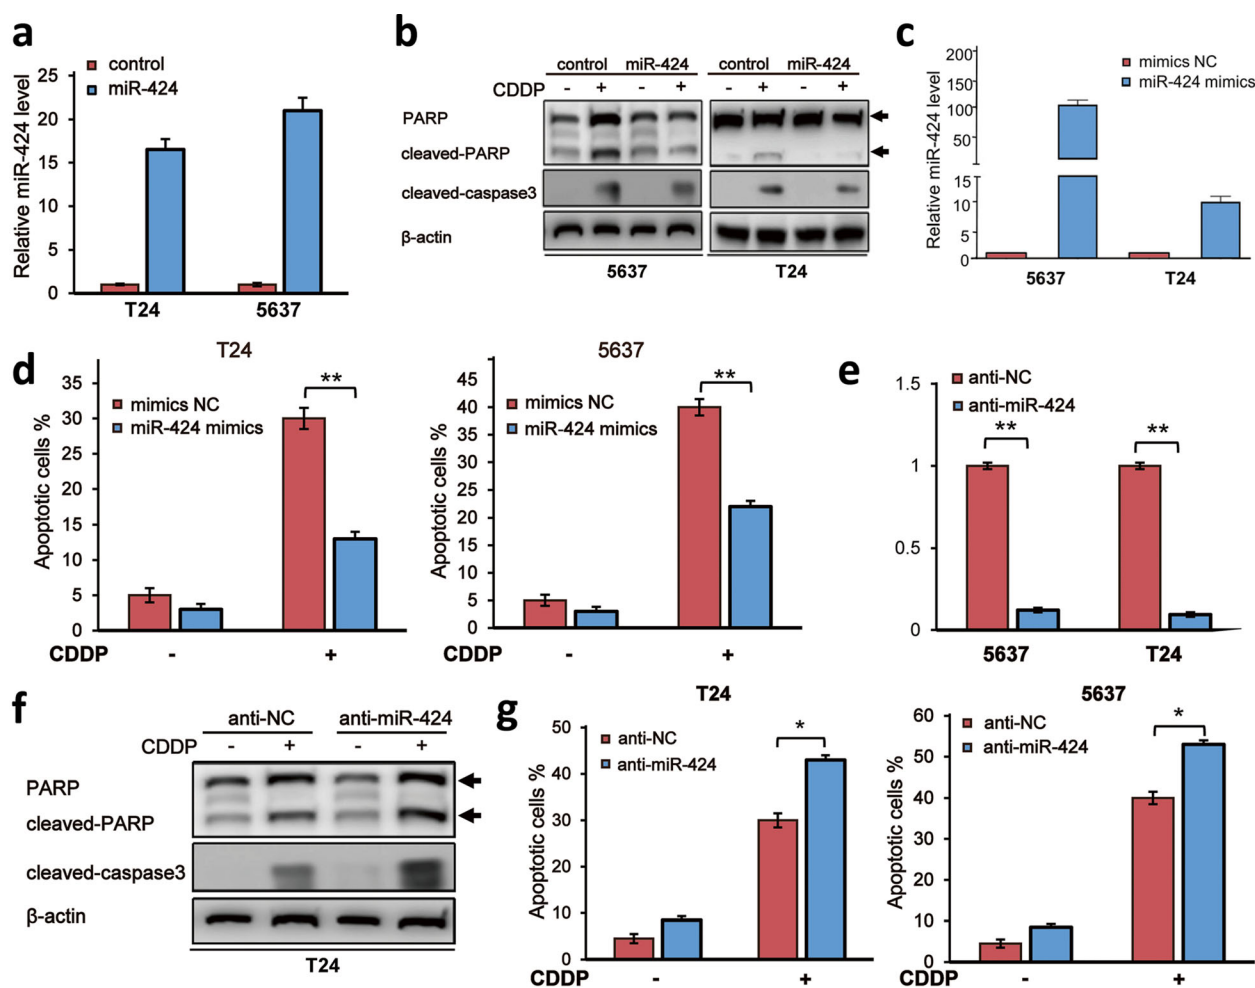 a
control
miR-424
Relative miR-424 level
25
20
15
10
5
0
T24 5637
b
control miR-424 control miR-424
CDDP - + - + - + - +
PARP
cleaved-PARP
cleaved-caspase3
β-actin
5637 T24
c
mimics NC
miR-424 mimics
Relative miR-424 level
200
150
100
50
15
10
5
0
5637 T24
d
T24
mimics NC
miR-424 mimics
**
Apoptotic cells %
35
30
25
20
15
10
5
0
CDDP - +
5637
mimics NC
miR-424 mimics
**
Apoptotic cells %
45
40
35
30
25
20
15
10
5
0
CDDP - +
e
anti-NC
anti-miR-424
** **
1.5
1
0.5
0
5637 T24
f
anti-NC anti-miR-424
CDDP - + - +
PARP
cleaved-PARP
cleaved-caspase3
β-actin
T24
g
T24
anti-NC
anti-miR-424
*
Apoptotic cells %
50
40
30
20
10
0
CDDP - +
5637
anti-NC
anti-miR-424
*
Apoptotic cells %
60
50
40
30
20
10
0
CDDP - +